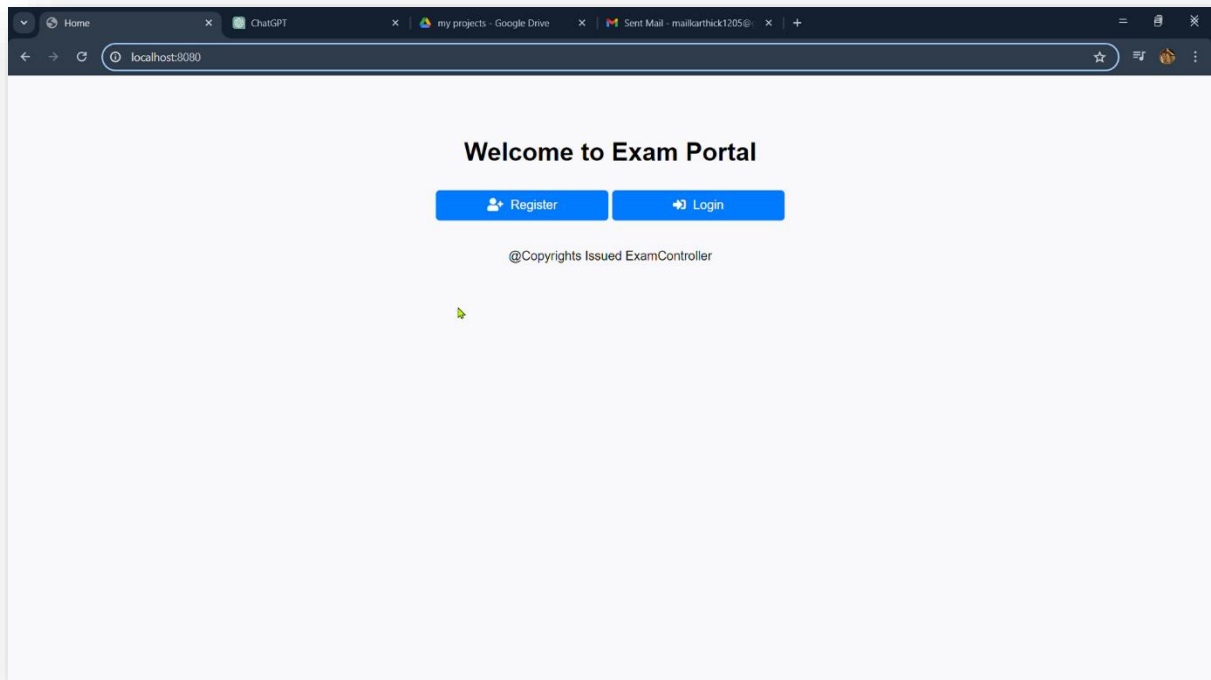 Home
ChatGPT
my projects - Google Drive
Sent Mail - mailkarthick1205@
localhost:8080
Welcome to Exam Portal
Register
Login
@Copyrights Issued ExamController